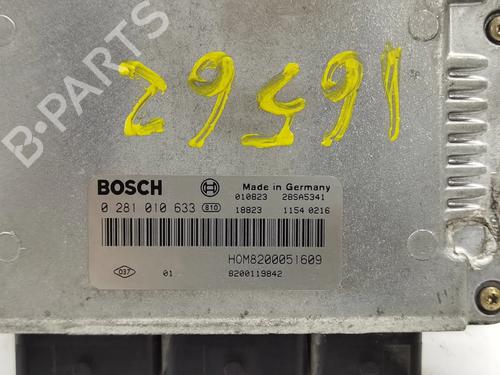 29591
BOSCH
Made in Germany
010823 28SA5341
0 281 010 633 810
18823 1154 0216
HOM8200051609
D37 01 8200119842
B-PARTS